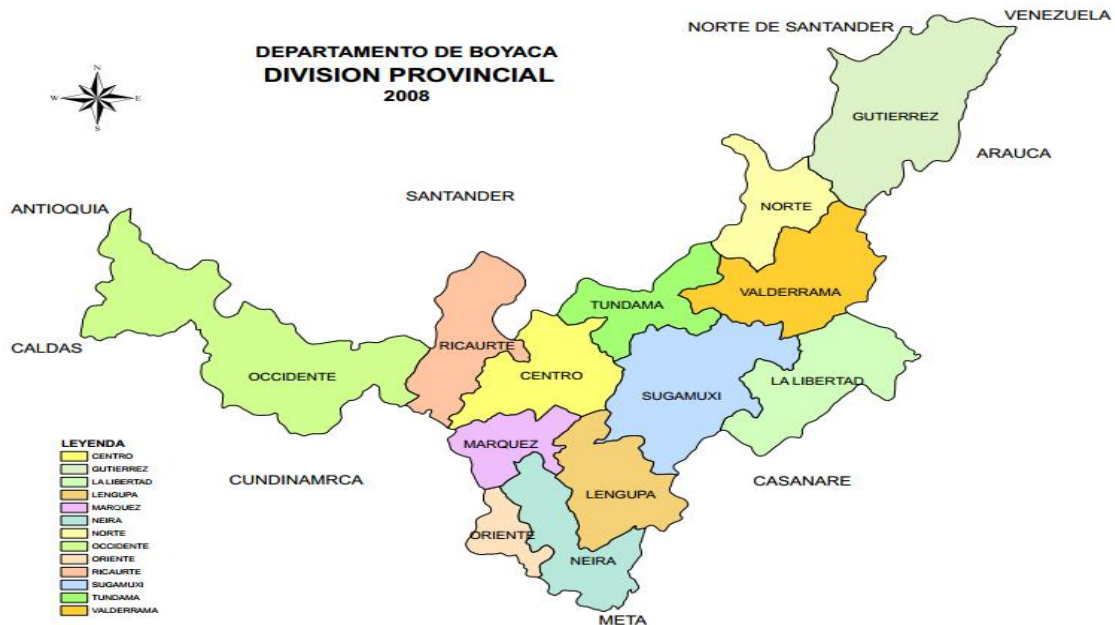 VENEZUELA
NORTE DE SANTANDER
DEPARTAMENTO DE BOYACA
DIVISION PROVINCIAL
2008
N
W
E
S
GUTIERREZ
ARAUCA
SANTANDER
ANTIOQUIA
NORTE
VALDERRAMA
TUNDAMA
CALDAS
RICAURTE
OCCIDENTE
CENTRO
LA LIBERTAD
SUGAMUXI
MARQUEZ
CUNDINAMRCA
CASANARE
LENGUPA
ORIENTE
NEIRA
META
LEYENDA
CENTRO
GUTIERREZ
LA LIBERTAD
LENGUPA
MARQUEZ
NEIRA
NORTE
OCCIDENTE
ORIENTE
RICAURTE
SUGAMUXI
TUNDAMA
VALDERRAMA